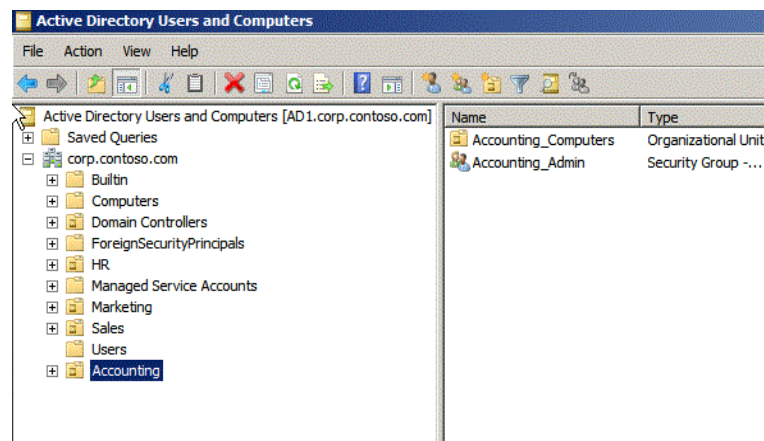 Active Directory Users and Computers
File Action View Help
Active Directory Users and Computers [AD1.corp.contoso.com]
Saved Queries
corp.contoso.com
Builtin
Computers
Domain Controllers
ForeignSecurityPrincipals
HR
Managed Service Accounts
Marketing
Sales
Users
Accounting
Name Type
Accounting_Computers Organizational Unit
Accounting_Admin Security Group -...